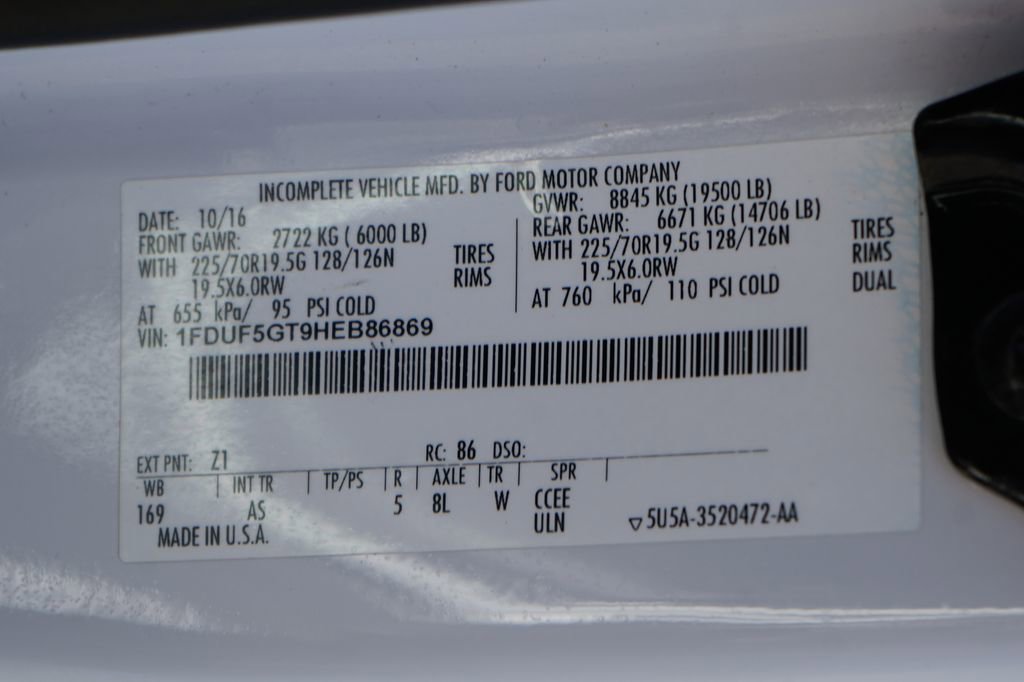 INCOMPLETE VEHICLE MFD. BY FORD MOTOR COMPANY
DATE: 10/16
FRONT GAWR: 2722 KG ( 6000 LB)
WITH 225/70R19.5G 128/126N TIRES
19.5X6.0RW RIMS
AT 655 kPa/ 95 PSI COLD
GVWR: 8845 KG (19500 LB)
REAR GAWR: 6671 KG (14706 LB)
WITH 225/70R19.5G 128/126N TIRES
19.5X6.0RW RIMS
AT 760 kPa/ 110 PSI COLD DUAL
VIN: 1FDUF5GT9HEB86869
EXT PNT: Z1 RC: 86 DSO:
WB | INT TR | TP/PS | R | AXLE | TR | SPR |
169 AS 5 8L W CCEE
ULN
MADE IN U.S.A.
▽5U5A-3520472-AA